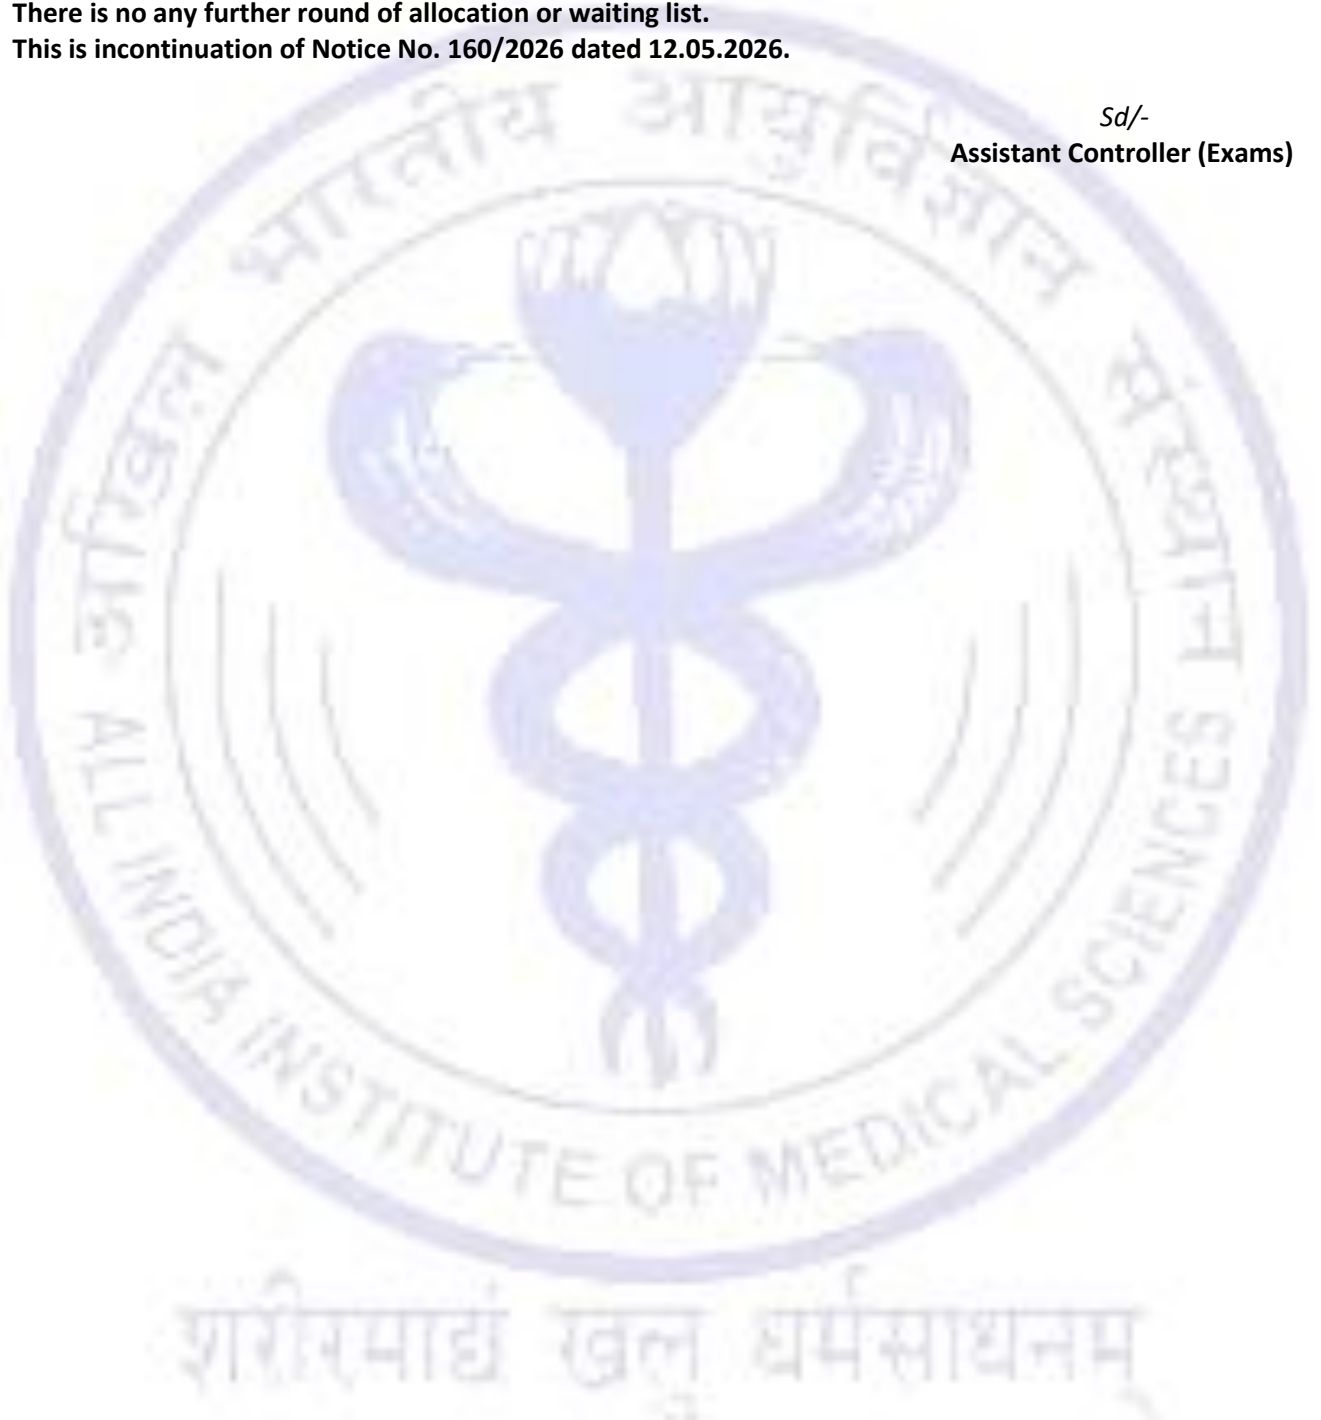 There is no any further round of allocation or waiting list.
This is incontinuation of Notice No. 160/2026 dated 12.05.2026.
Sd/-
Assistant Controller (Exams)
अखिल भारतीय आयुर्विज्ञान संस्थान
ALL INDIA INSTITUTE OF MEDICAL SCIENCES
शरीरमाद्यं खलु धर्मसाधनम्